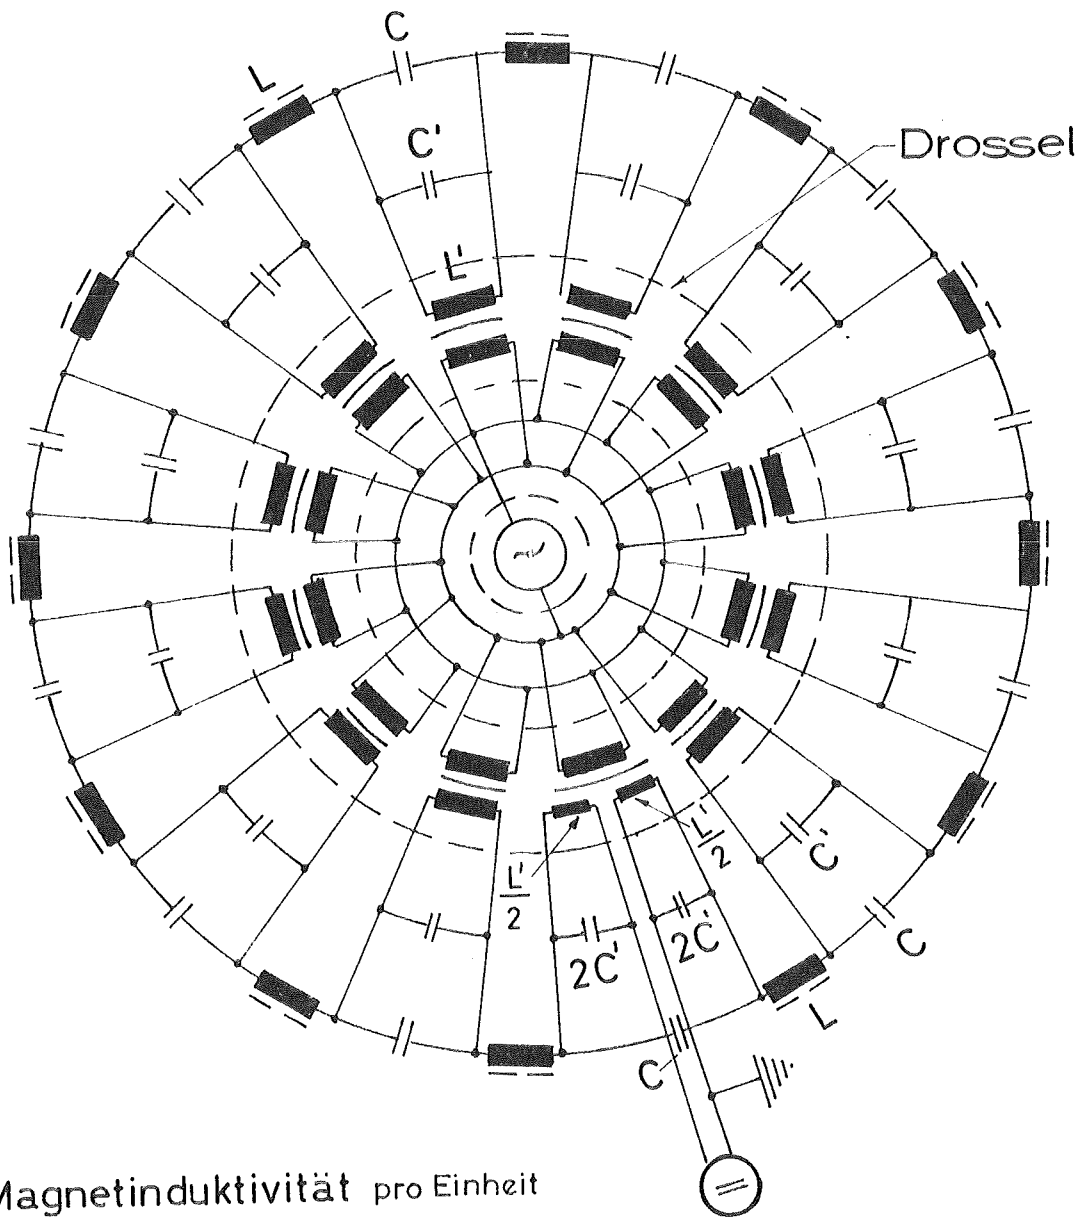 C
L
C'
Drossel
L'
L'/2
L'/2
C'
2C'
2C'
C
L
C
Magnetinduktivität pro Einheit